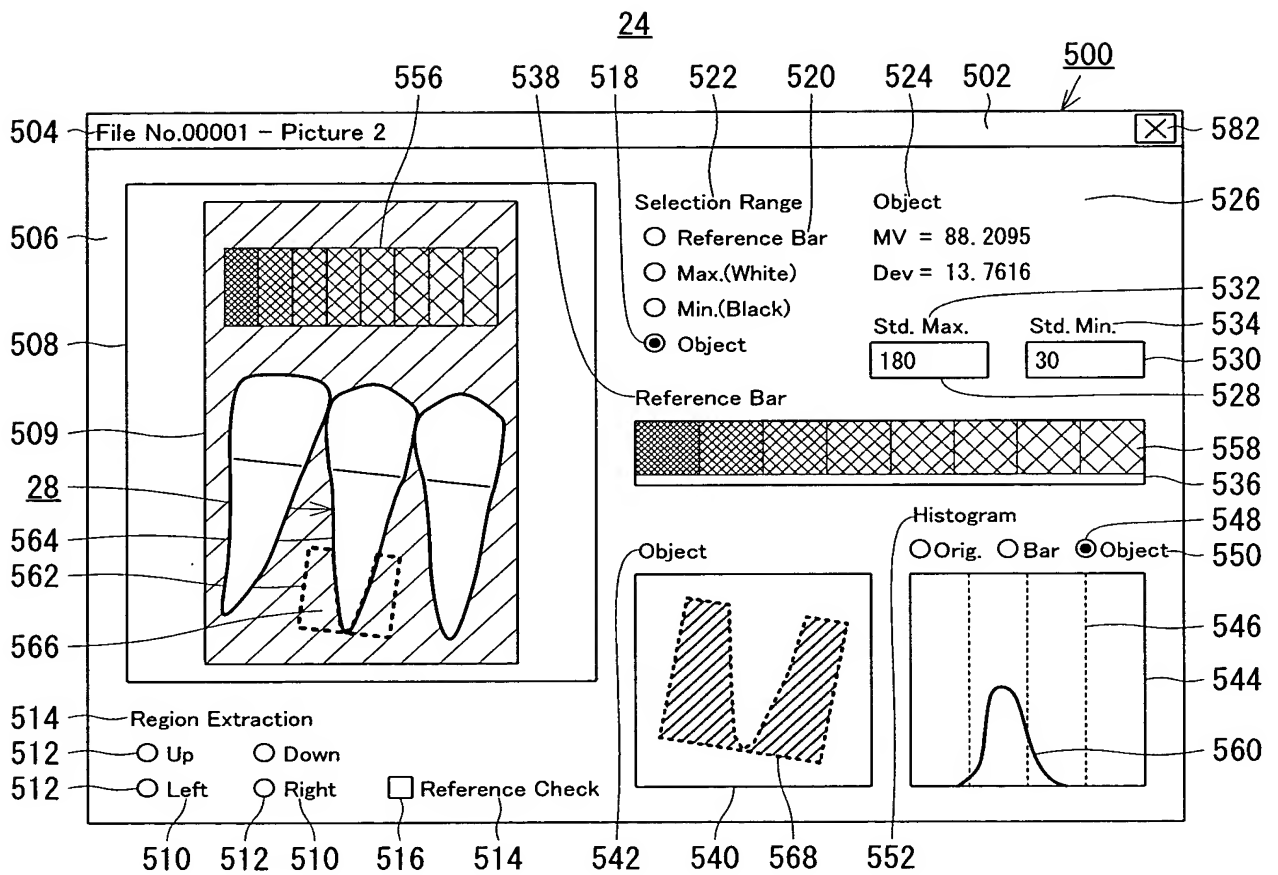 24
556 538 518 522 520 524 502 500
504 File No.00001 - Picture 2 582
Selection Range Object 526
506 Reference Bar MV = 88.2095
Max.(White) Dev = 13.7616
Min.(Black) 532
508 Object Std. Max. Std. Min. 534
180 30 530
Reference Bar 528
509
558
28 536
Histogram 548
564 Object Orig. Bar Object 550
562
546
566
544
514 Region Extraction
512 Up Down 560
512 Left Right Reference Check
510 512 510 516 514 542 540 568 552